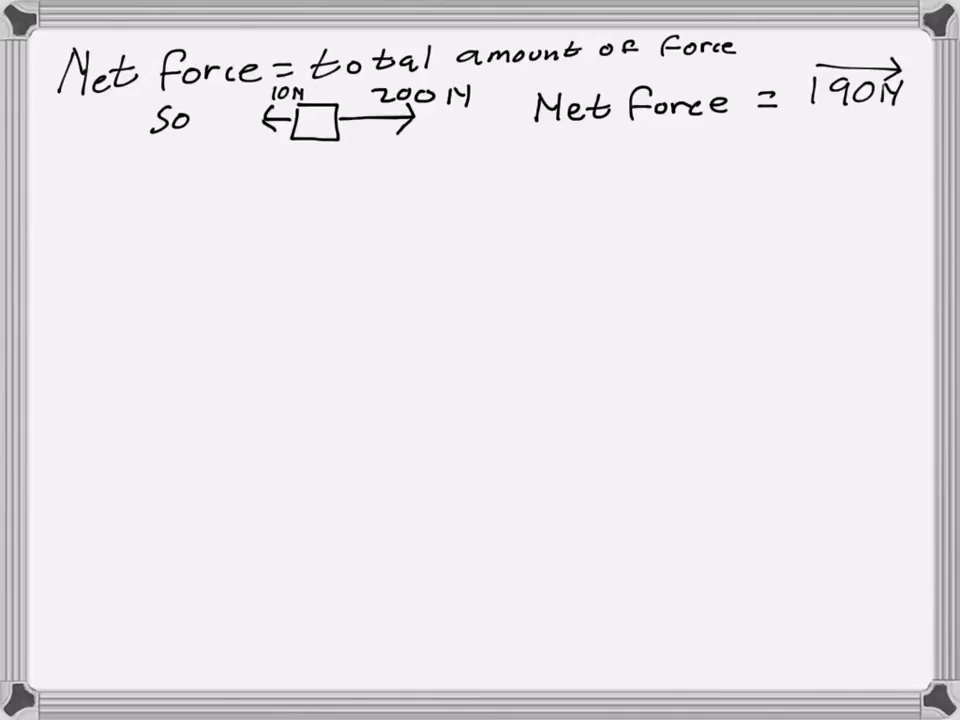 Net force = total amount of force
So 10N 200N Net force = 190N